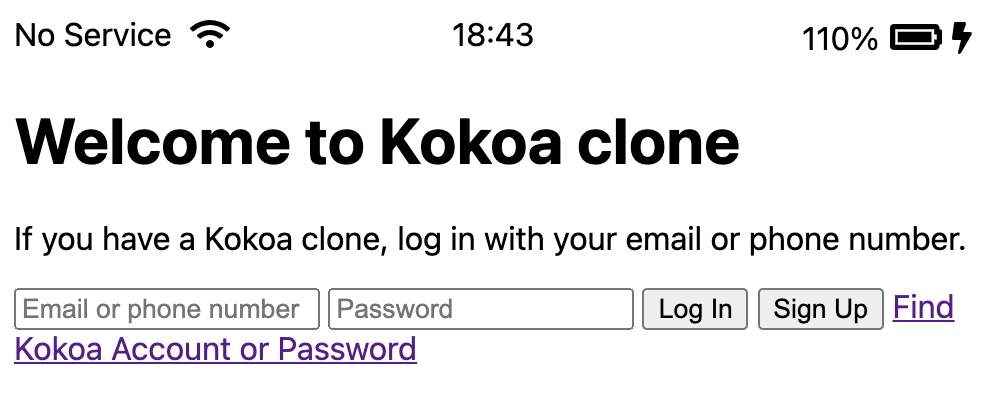 No Service 18:43 110%
Welcome to Kokoa clone
If you have a Kokoa clone, log in with your email or phone number.
Email or phone number Password Log In Sign Up Find
Kokoa Account or Password